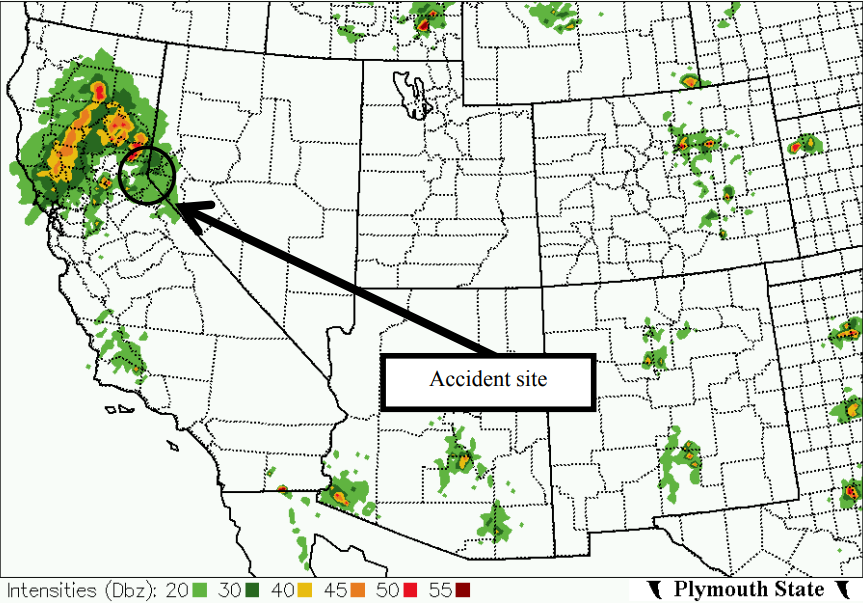 Accident site
Intensities (Dbz): 20 30 40 45 50 55
Plymouth State